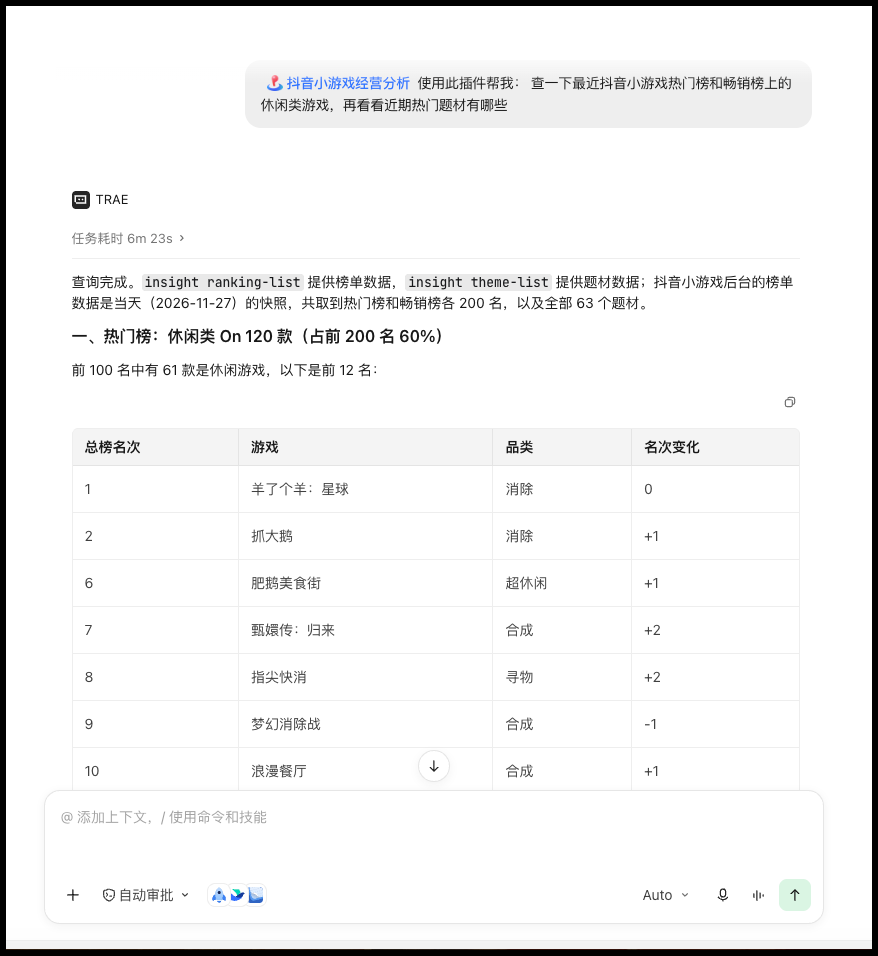 抖音小游戏经营分析 使用此插件帮我： 查一下最近抖音小游戏热门榜和畅销榜上的
休闲类游戏，再看看近期热门题材有哪些
TRAE
任务耗时 6m 23s >
查询完成。insight ranking-list 提供榜单数据，insight theme-list 提供题材数据；抖音小游戏后台的榜单
数据是当天（2026-11-27）的快照，共取到热门榜和畅销榜各 200 名，以及全部 63 个题材。
一、热门榜：休闲类 On 120 款（占前 200 名 60%）
前 100 名中有 61 款是休闲游戏，以下是前 12 名：
总榜名次 游戏 品类 名次变化
1 羊了个羊：星球 消除 0
2 抓大鹅 消除 +1
6 肥鹅美食街 超休闲 +1
7 甄嬛传：归来 合成 +2
8 指尖快消 寻物 +2
9 梦幻消除战 合成 -1
10 浪漫餐厅 合成 +1
@ 添加上下文，/ 使用命令和技能
自动审批 Auto